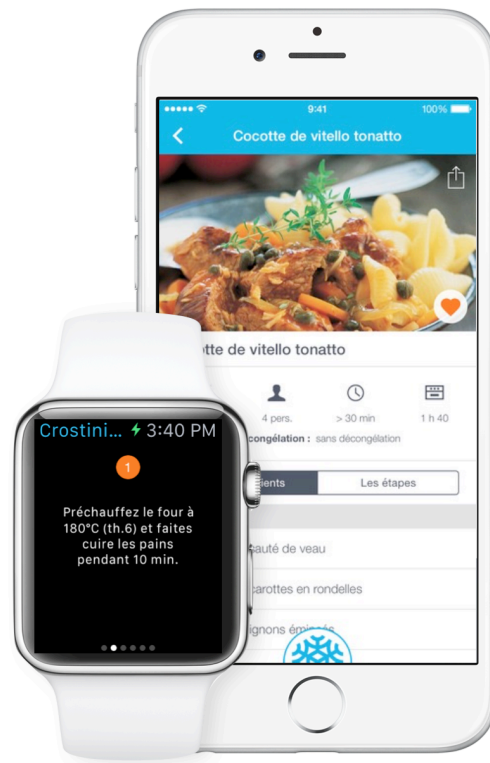 9:41
100%
Cocotte de vitello tonatto
tte de vitello tonatto
4 pers.
> 30 min
1 h 40
congélation : sans décongélation
ients
Les étapes
sauté de veau
carottes en rondelles
ignons émincés
Crostini... 3:40 PM
1
Préchauffez le four à
180°C (th.6) et faites
cuire les pains
pendant 10 min.